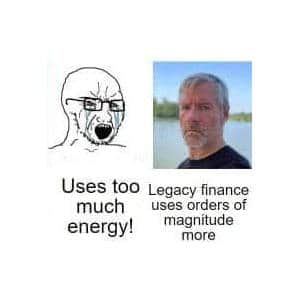 Uses too
much
energy!
Legacy finance
uses orders of
magnitude
more